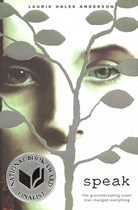 LAURIE HALSE ANDERSON
NATIONAL BOOK AWARD
FINALIST
speak
The groundbreaking novel
that changed everything.